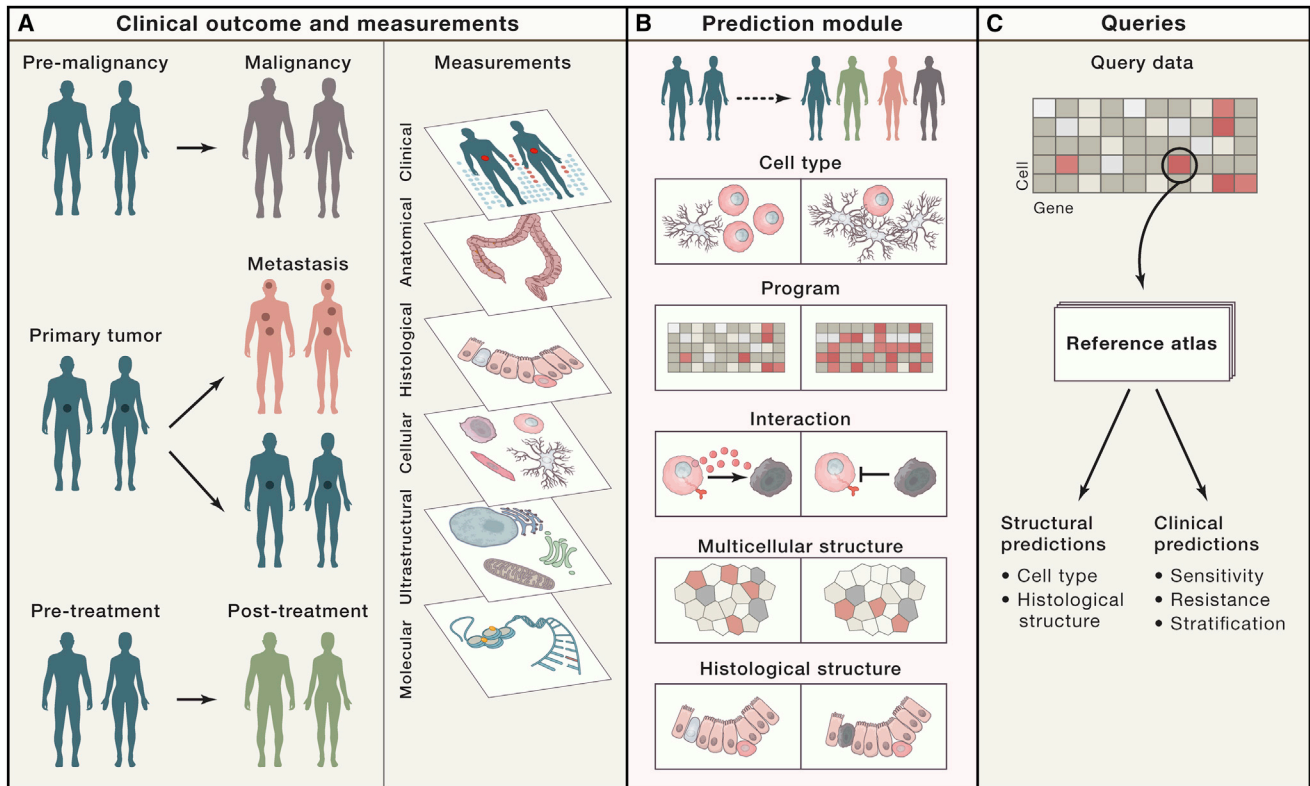 A Clinical outcome and measurements
Pre-malignancy
Malignancy
Metastasis
Primary tumor
Pre-treatment
Post-treatment
Measurements
Clinical
Anatomical
Histological
Cellular
Ultrastructural
Molecular
B Prediction module
Cell type
Program
Interaction
Multicellular structure
Histological structure
C Queries
Query data
Cell
Gene
Reference atlas
Structural
predictions
• Cell type
• Histological
structure
Clinical
predictions
• Sensitivity
• Resistance
• Stratification